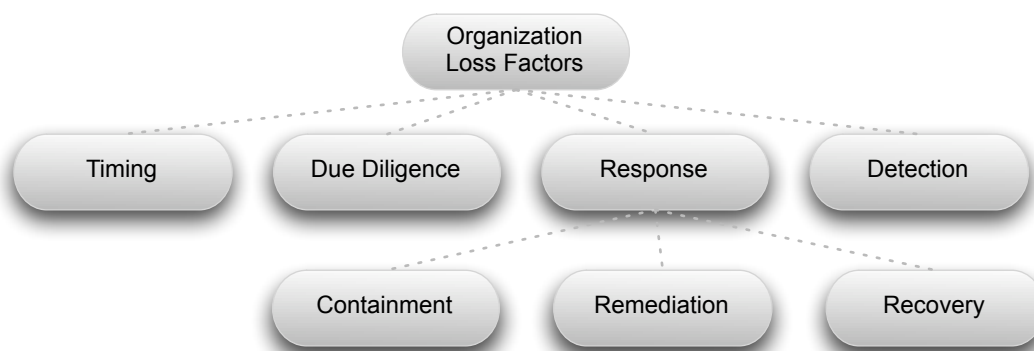 Organization
Loss Factors
Timing
Due Diligence
Response
Detection
Containment
Remediation
Recovery